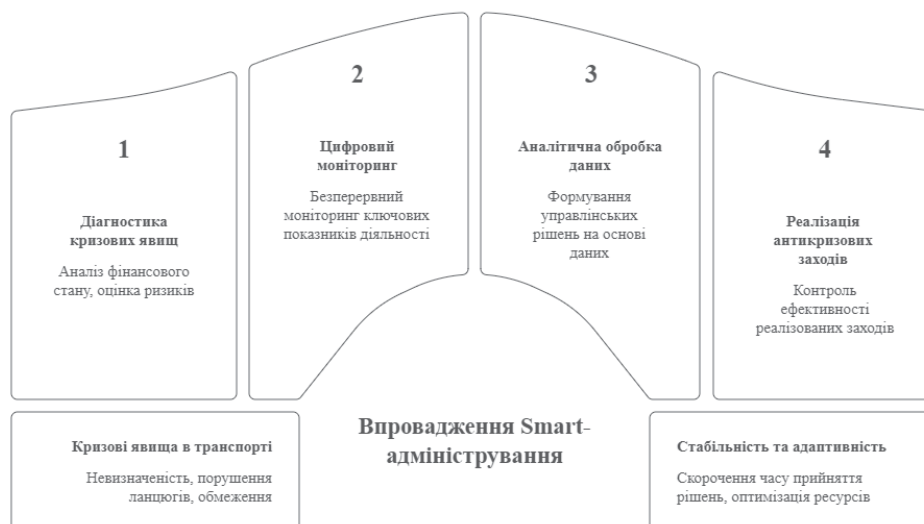 1
Діагностика
кризових явищ
Аналіз фінансового
стану, оцінка ризиків
2
Цифровий
моніторинг
Безперервний
моніторинг ключових
показників діяльності
3
Аналітична обробка
даних
Формування
управлінських
рішень на основі
даних
4
Реалізація
антикризових
заходів
Контроль
ефективності
реалізованих заходів
Кризові явища в транспорті
Невизначеність, порушення
ланцюгів, обмеження
Впровадження Smart-
адміністрування
Стабільність та адаптивність
Скорочення часу прийняття
рішень, оптимізація ресурсів